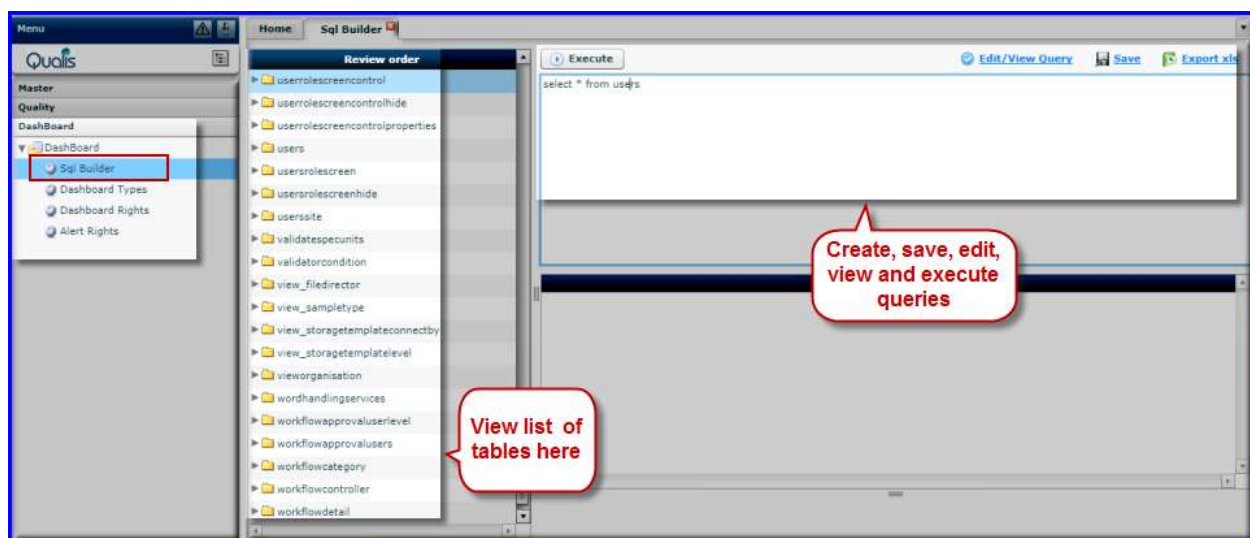 Menu
Home
Sql Builder
Qualis
Master
Quality
DashBoard
DashBoard
Sql Builder
Dashboard Types
Dashboard Rights
Alert Rights
Review order
userrolescreencontrol
userrolescreencontrolhide
userrolescreencontrolproperties
users
usersrolescreen
usersrolescreenhide
userssite
validatespecunits
validatorcondition
view_filedirector
view_sampletype
view_storagetemplateconnectby
view_storagetemplatelevel
vieworganisation
wordhandlingservices
workflowapprovaluserlevel
workflowapprovalusers
workflowcategory
workflowcontroller
workflowdetail
Execute
Edit/View Query
Save
Export xls
select * from users
Create, save, edit,
view and execute
queries
View list of
tables here